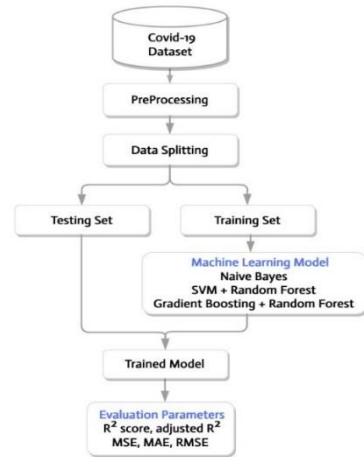 Covid-19
Dataset
PreProcessing
Data Splitting
Testing Set
Training Set
Machine Learning Model
Naive Bayes
SVM + Random Forest
Gradient Boosting + Random Forest
Trained Model
Evaluation Parameters
R² score, adjusted R²
MSE, MAE, RMSE